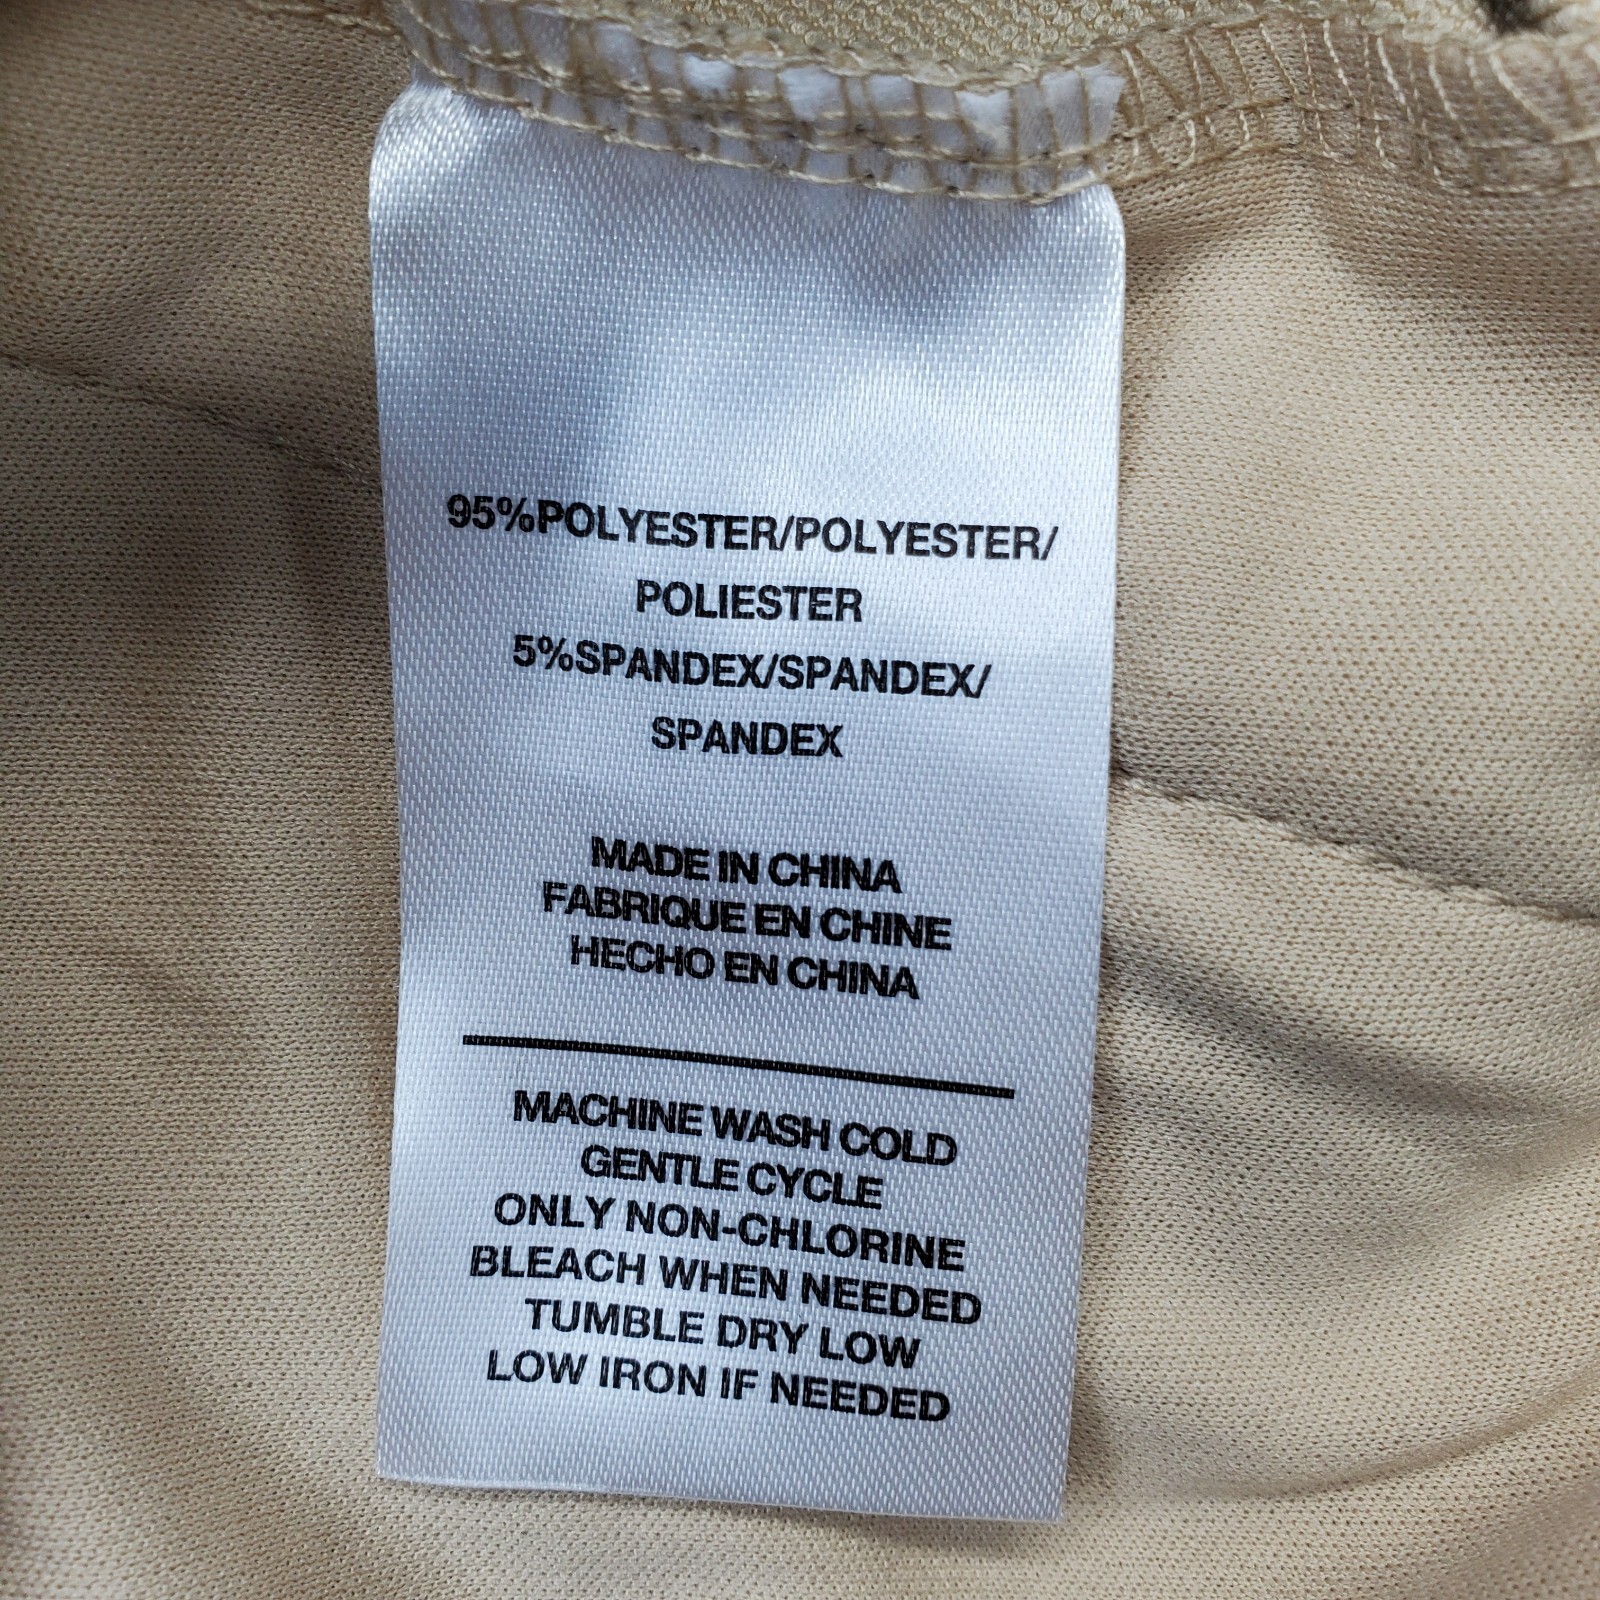 95%POLYESTER/POLYESTER/
POLIESTER
5%SPANDEX/SPANDEX/
SPANDEX
MADE IN CHINA
FABRIQUE EN CHINE
HECHO EN CHINA
MACHINE WASH COLD
GENTLE CYCLE
ONLY NON-CHLORINE
BLEACH WHEN NEEDED
TUMBLE DRY LOW
LOW IRON IF NEEDED